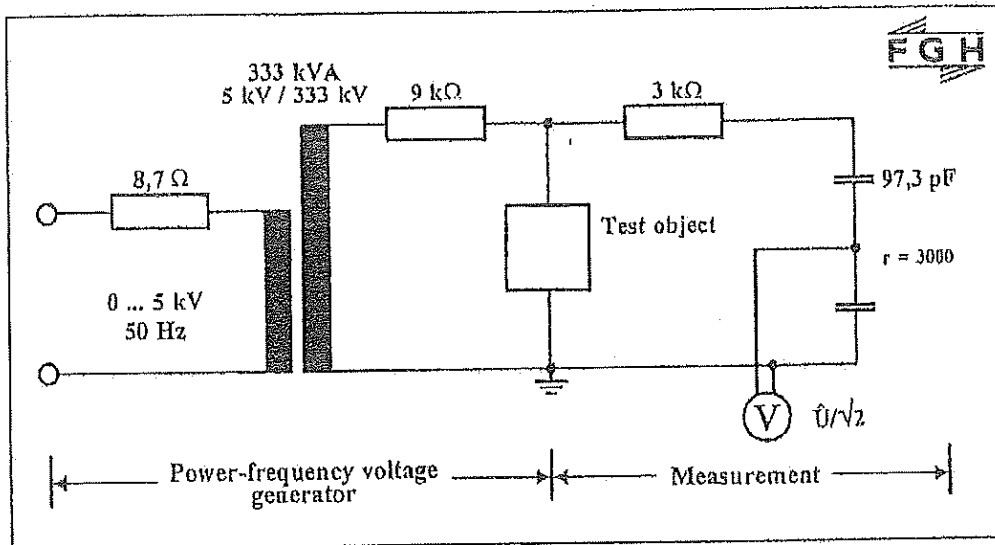 FGH
333 kVA
5 kV / 333 kV
9 kΩ
3 kΩ
8,7 Ω
97,3 pF
Test object
r = 3000
0 ... 5 kV
50 Hz
V
Û/√2
Power-frequency voltage
generator
Measurement